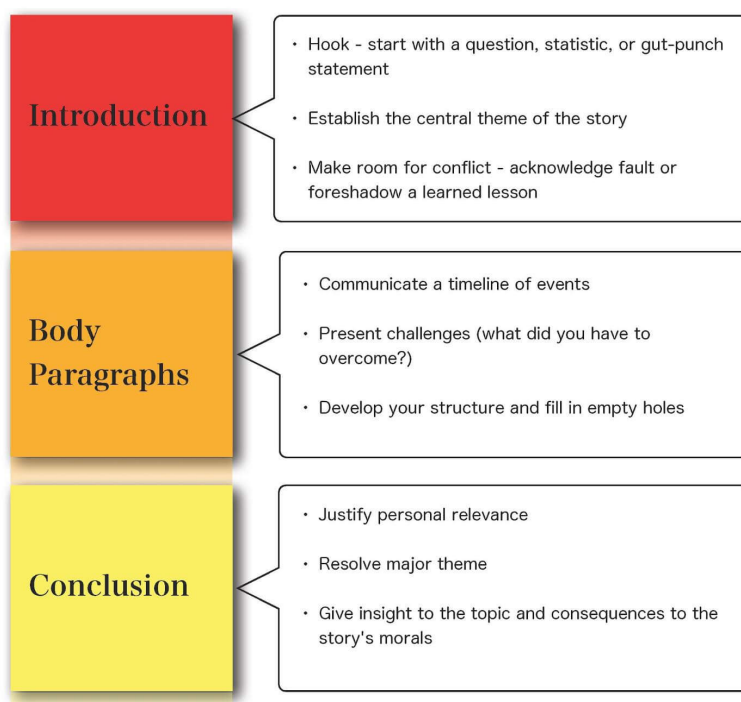 Introduction
· Hook - start with a question, statistic, or gut-punch
statement
· Establish the central theme of the story
· Make room for conflict - acknowledge fault or
foreshadow a learned lesson
Body
Paragraphs
· Communicate a timeline of events
· Present challenges (what did you have to
overcome?)
· Develop your structure and fill in empty holes
Conclusion
· Justify personal relevance
· Resolve major theme
· Give insight to the topic and consequences to the
story's morals